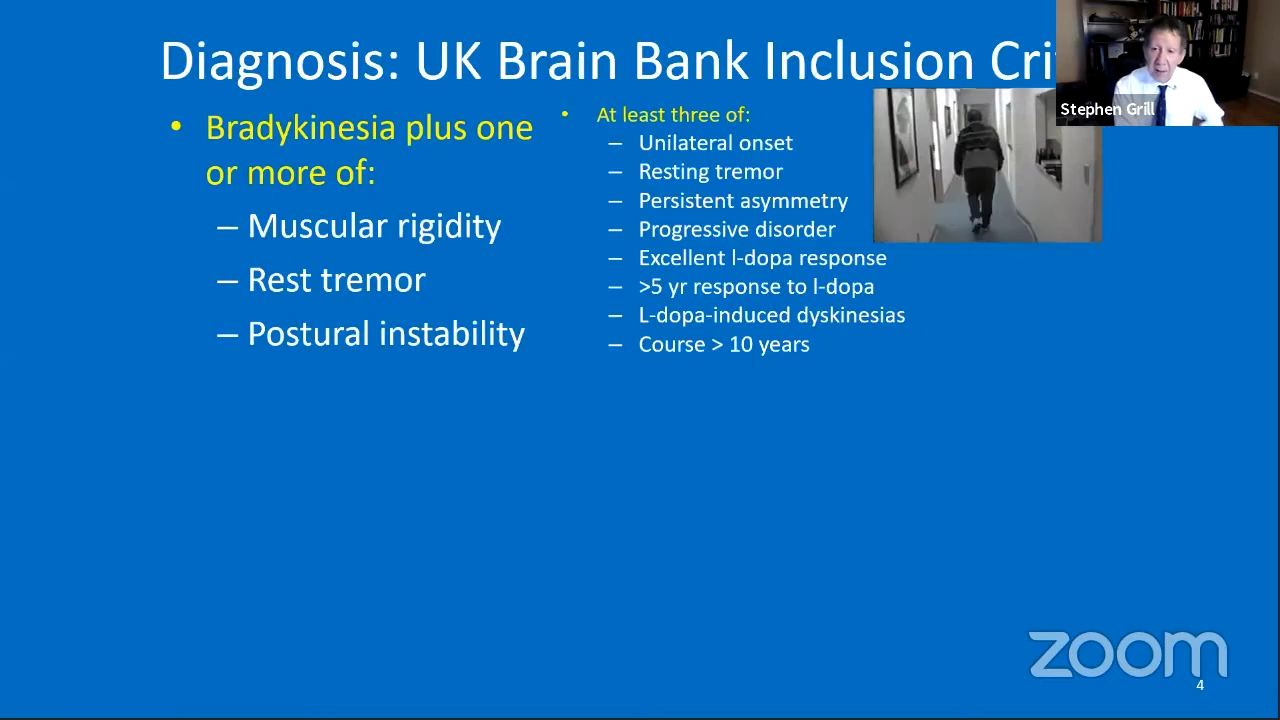 Diagnosis: UK Brain Bank Inclusion Cri
Stephen Grill
• Bradykinesia plus one
or more of:
– Muscular rigidity
– Rest tremor
– Postural instability
• At least three of:
– Unilateral onset
– Resting tremor
– Persistent asymmetry
– Progressive disorder
– Excellent l-dopa response
– >5 yr response to l-dopa
– L-dopa-induced dyskinesias
– Course > 10 years
zoom
4